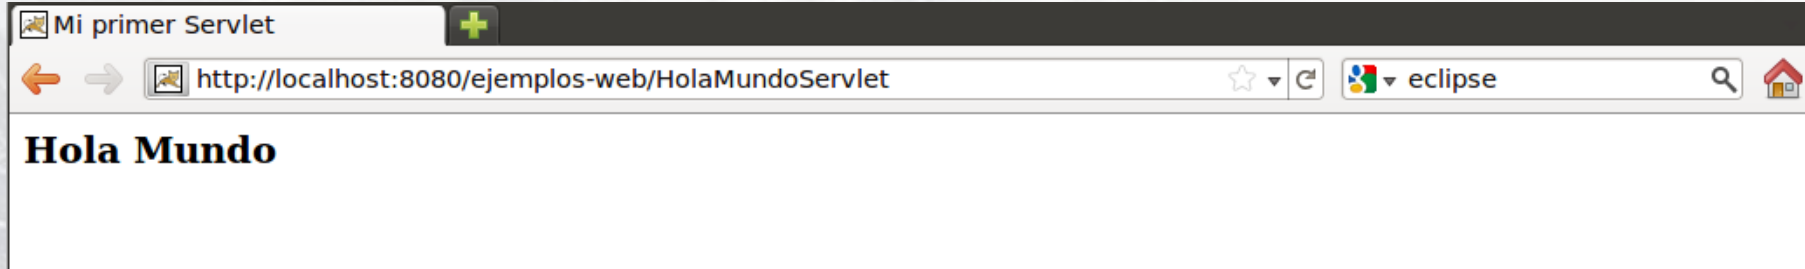 Mi primer Servlet
http://localhost:8080/ejemplos-web/HolaMundoServlet eclipse
Hola Mundo